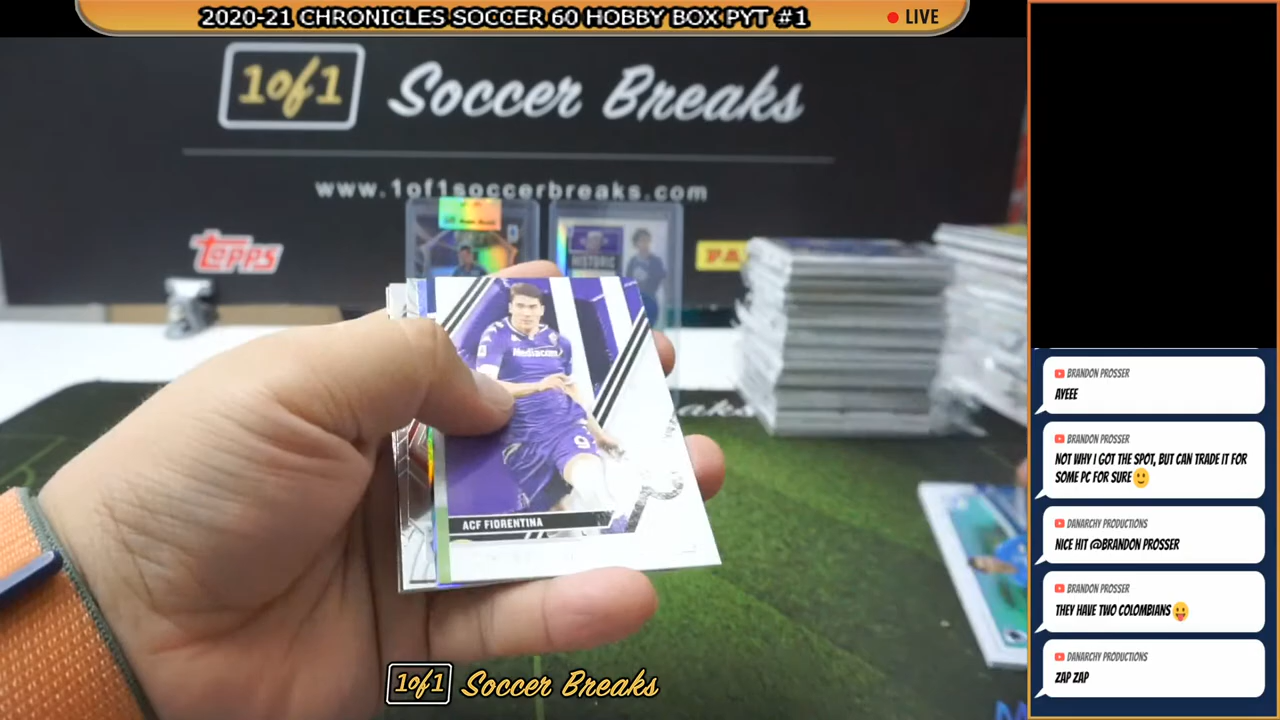 2020-21 CHRONICLES SOCCER 60 HOBBY BOX PYT #1
LIVE
1of1 Soccer Breaks
www.1of1soccerbreaks.com
TOPPS
HISTORIC
Mediacom
9
ACF FIORENTINA
1of1 Soccer Breaks
BRANDON PROSSER
AYEEE
BRANDON PROSSER
NOT WHY I GOT THE SPOT, BUT CAN TRADE IT FOR
SOME PC FOR SURE🙂
DANARCHY PRODUCTIONS
NICE HIT @BRANDON PROSSER
BRANDON PROSSER
THEY HAVE TWO COLOMBIANS😛
DANARCHY PRODUCTIONS
ZAP ZAP